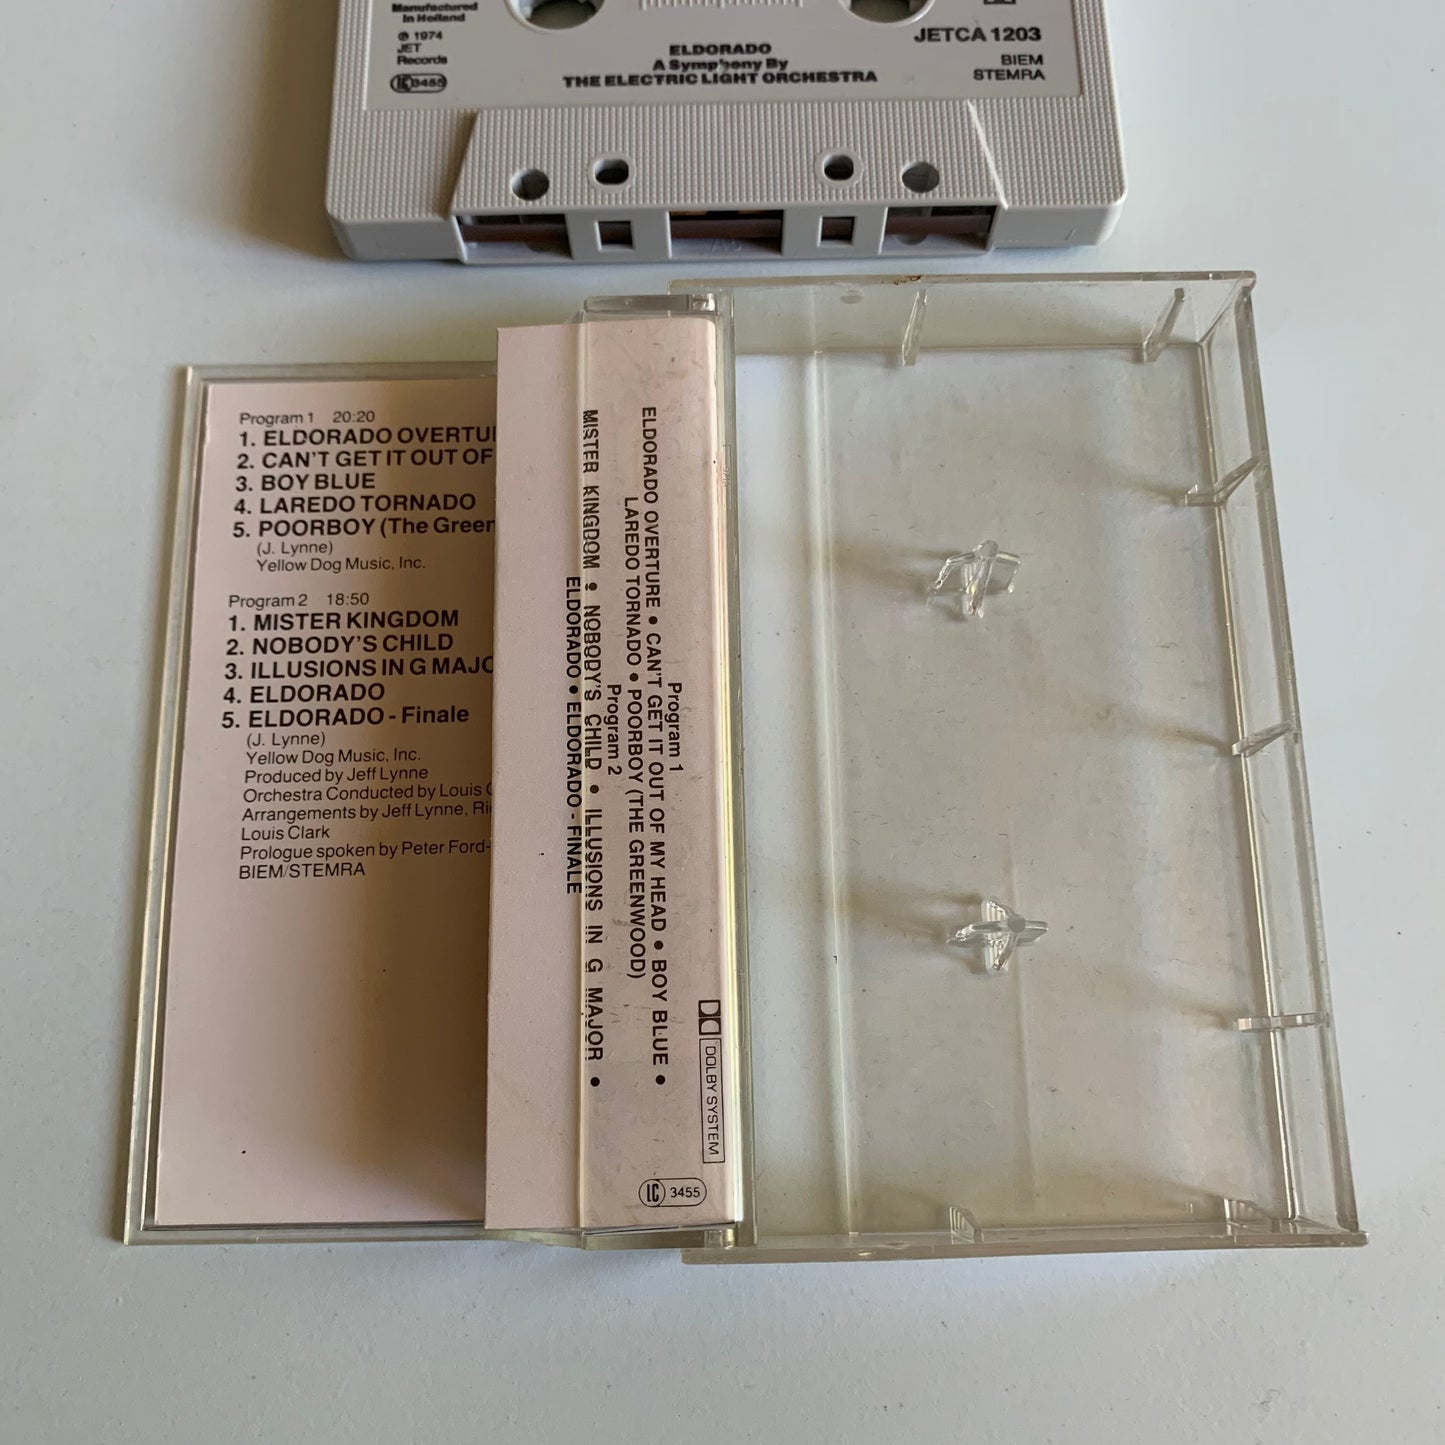 Manufactured
in Holland
℗ 1974
JET
Records
LC 3455
ELDORADO
A Symphony By
THE ELECTRIC LIGHT ORCHESTRA
JETCA 1203
BIEM
STEMRA
Program 1 20:20
1. ELDORADO OVERTU
2. CAN'T GET IT OUT OF
3. BOY BLUE
4. LAREDO TORNADO
5. POORBOY (The Green
(J. Lynne)
Yellow Dog Music, Inc.
Program 2 18:50
1. MISTER KINGDOM
2. NOBODY'S CHILD
3. ILLUSIONS IN G MAJO
4. ELDORADO
5. ELDORADO - Finale
(J. Lynne)
Yellow Dog Music, Inc.
Produced by Jeff Lynne
Orchestra Conducted by Louis C
Arrangements by Jeff Lynne, Ri
Louis Clark
Prologue spoken by Peter Ford-
BIEM/STEMRA
Program 1
ELDORADO OVERTURE • CAN'T GET IT OUT OF MY HEAD • BOY BLUE •
LAREDO TORNADO • POORBOY (THE GREENWOOD)
Program 2
MISTER KINGDOM • NOBODY'S CHILD • ILLUSIONS IN G MAJOR •
ELDORADO • ELDORADO - FINALE
DOLBY SYSTEM
LC 3455